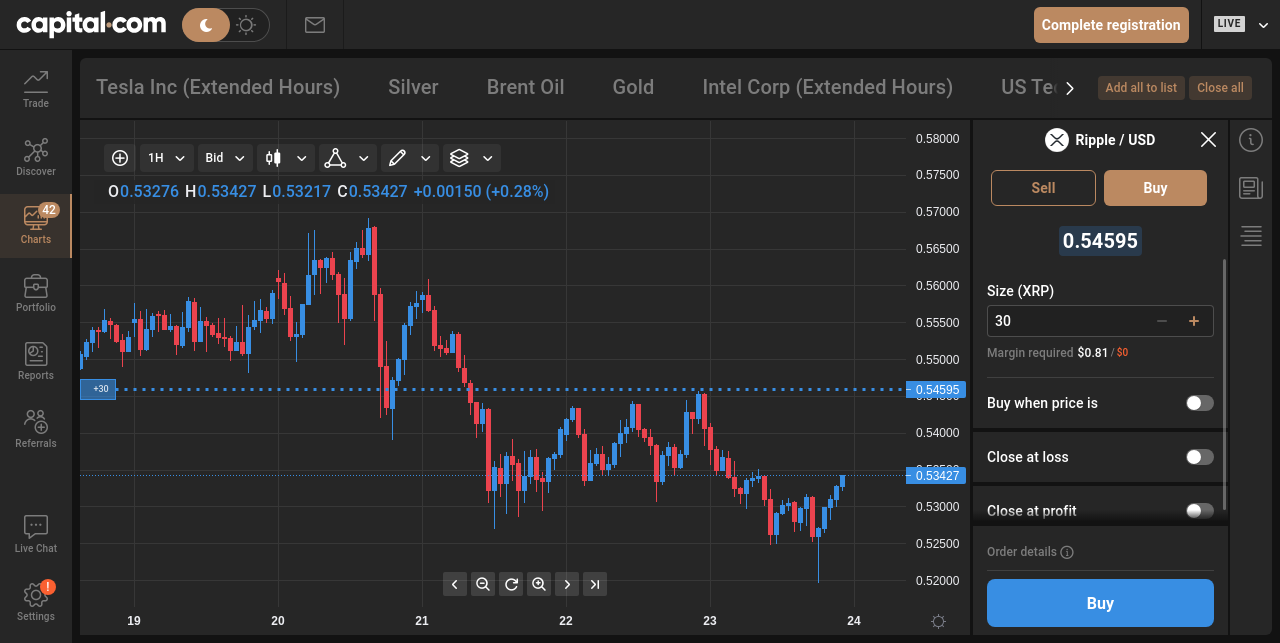 capital.com
Complete registration
LIVE
Trade
Discover
42
Charts
Portfolio
Reports
Referrals
Live Chat
!
Settings
Tesla Inc (Extended Hours) Silver Brent Oil Gold Intel Corp (Extended Hours) US Te
Add all to list Close all
1H Bid
O0.53276 H0.53427 L0.53217 C0.53427 +0.00150 (+0.28%)
0.58000
0.57500
0.57000
0.56500
0.56000
0.55500
0.55000
+30
0.54595
0.54000
0.53427
0.53000
0.52500
0.52000
19 20 21 22 23 24
Ripple / USD
Sell Buy
0.54595
Size (XRP)
30
Margin required $0.81 / $0
Buy when price is
Close at loss
Close at profit
Order details
Buy